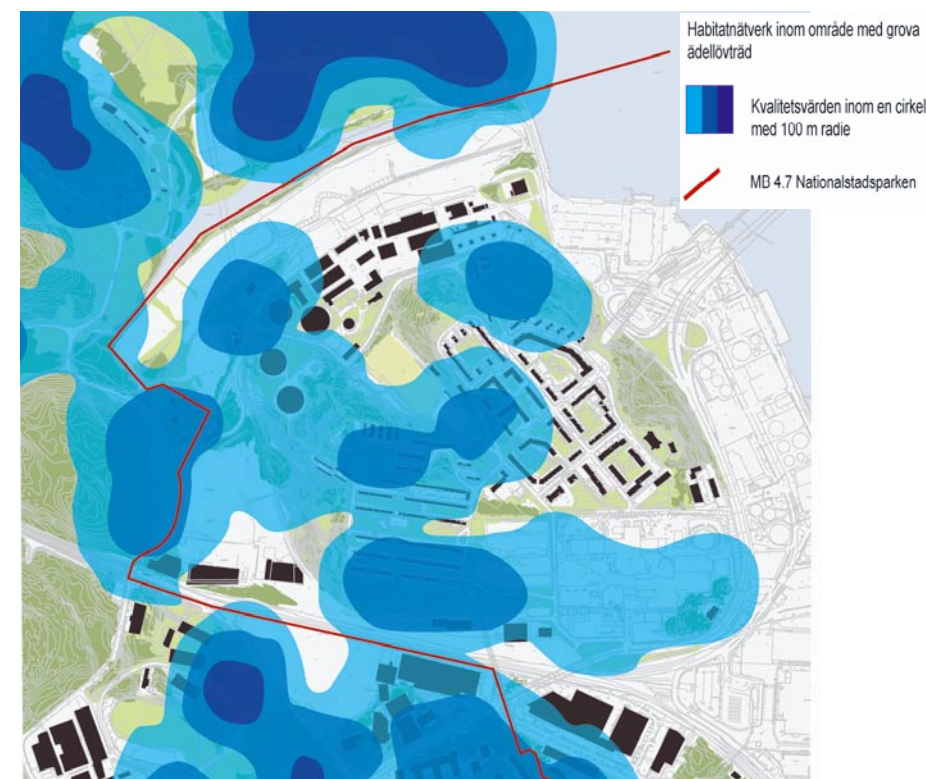 Habitatnätverk inom område med grova
ädellövträd
Kvalitetsvärden inom en cirkel
med 100 m radie
MB 4.7 Nationalstadsparken